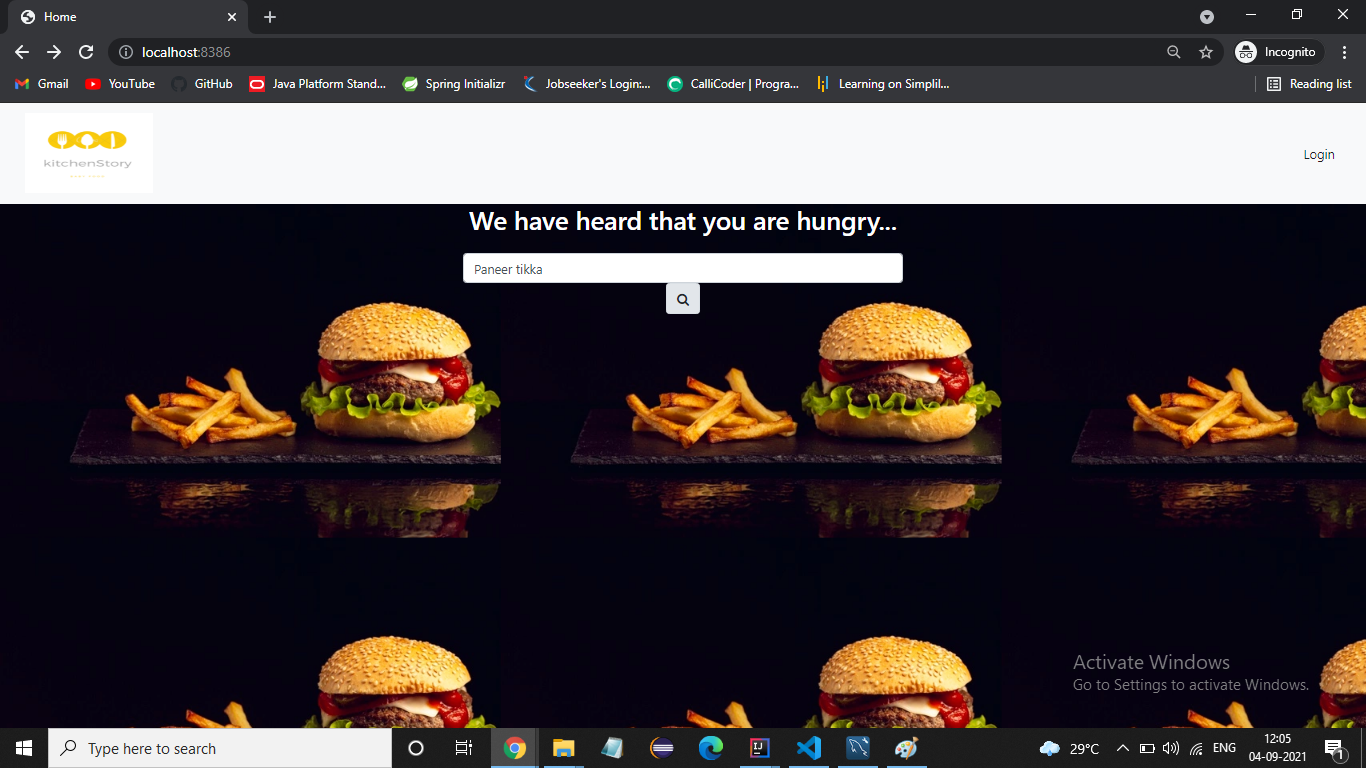 Home
localhost:8386
Incognito
Gmail
YouTube
GitHub
Java Platform Stand...
Spring Initializr
Jobseeker's Login:...
CalliCoder | Progra...
Learning on Simplil...
Reading list
kitchenStory
Login
We have heard that you are hungry...
Paneer tikka
Activate Windows
Go to Settings to activate Windows.
Type here to search
29°C
ENG
12:05
04-09-2021
1